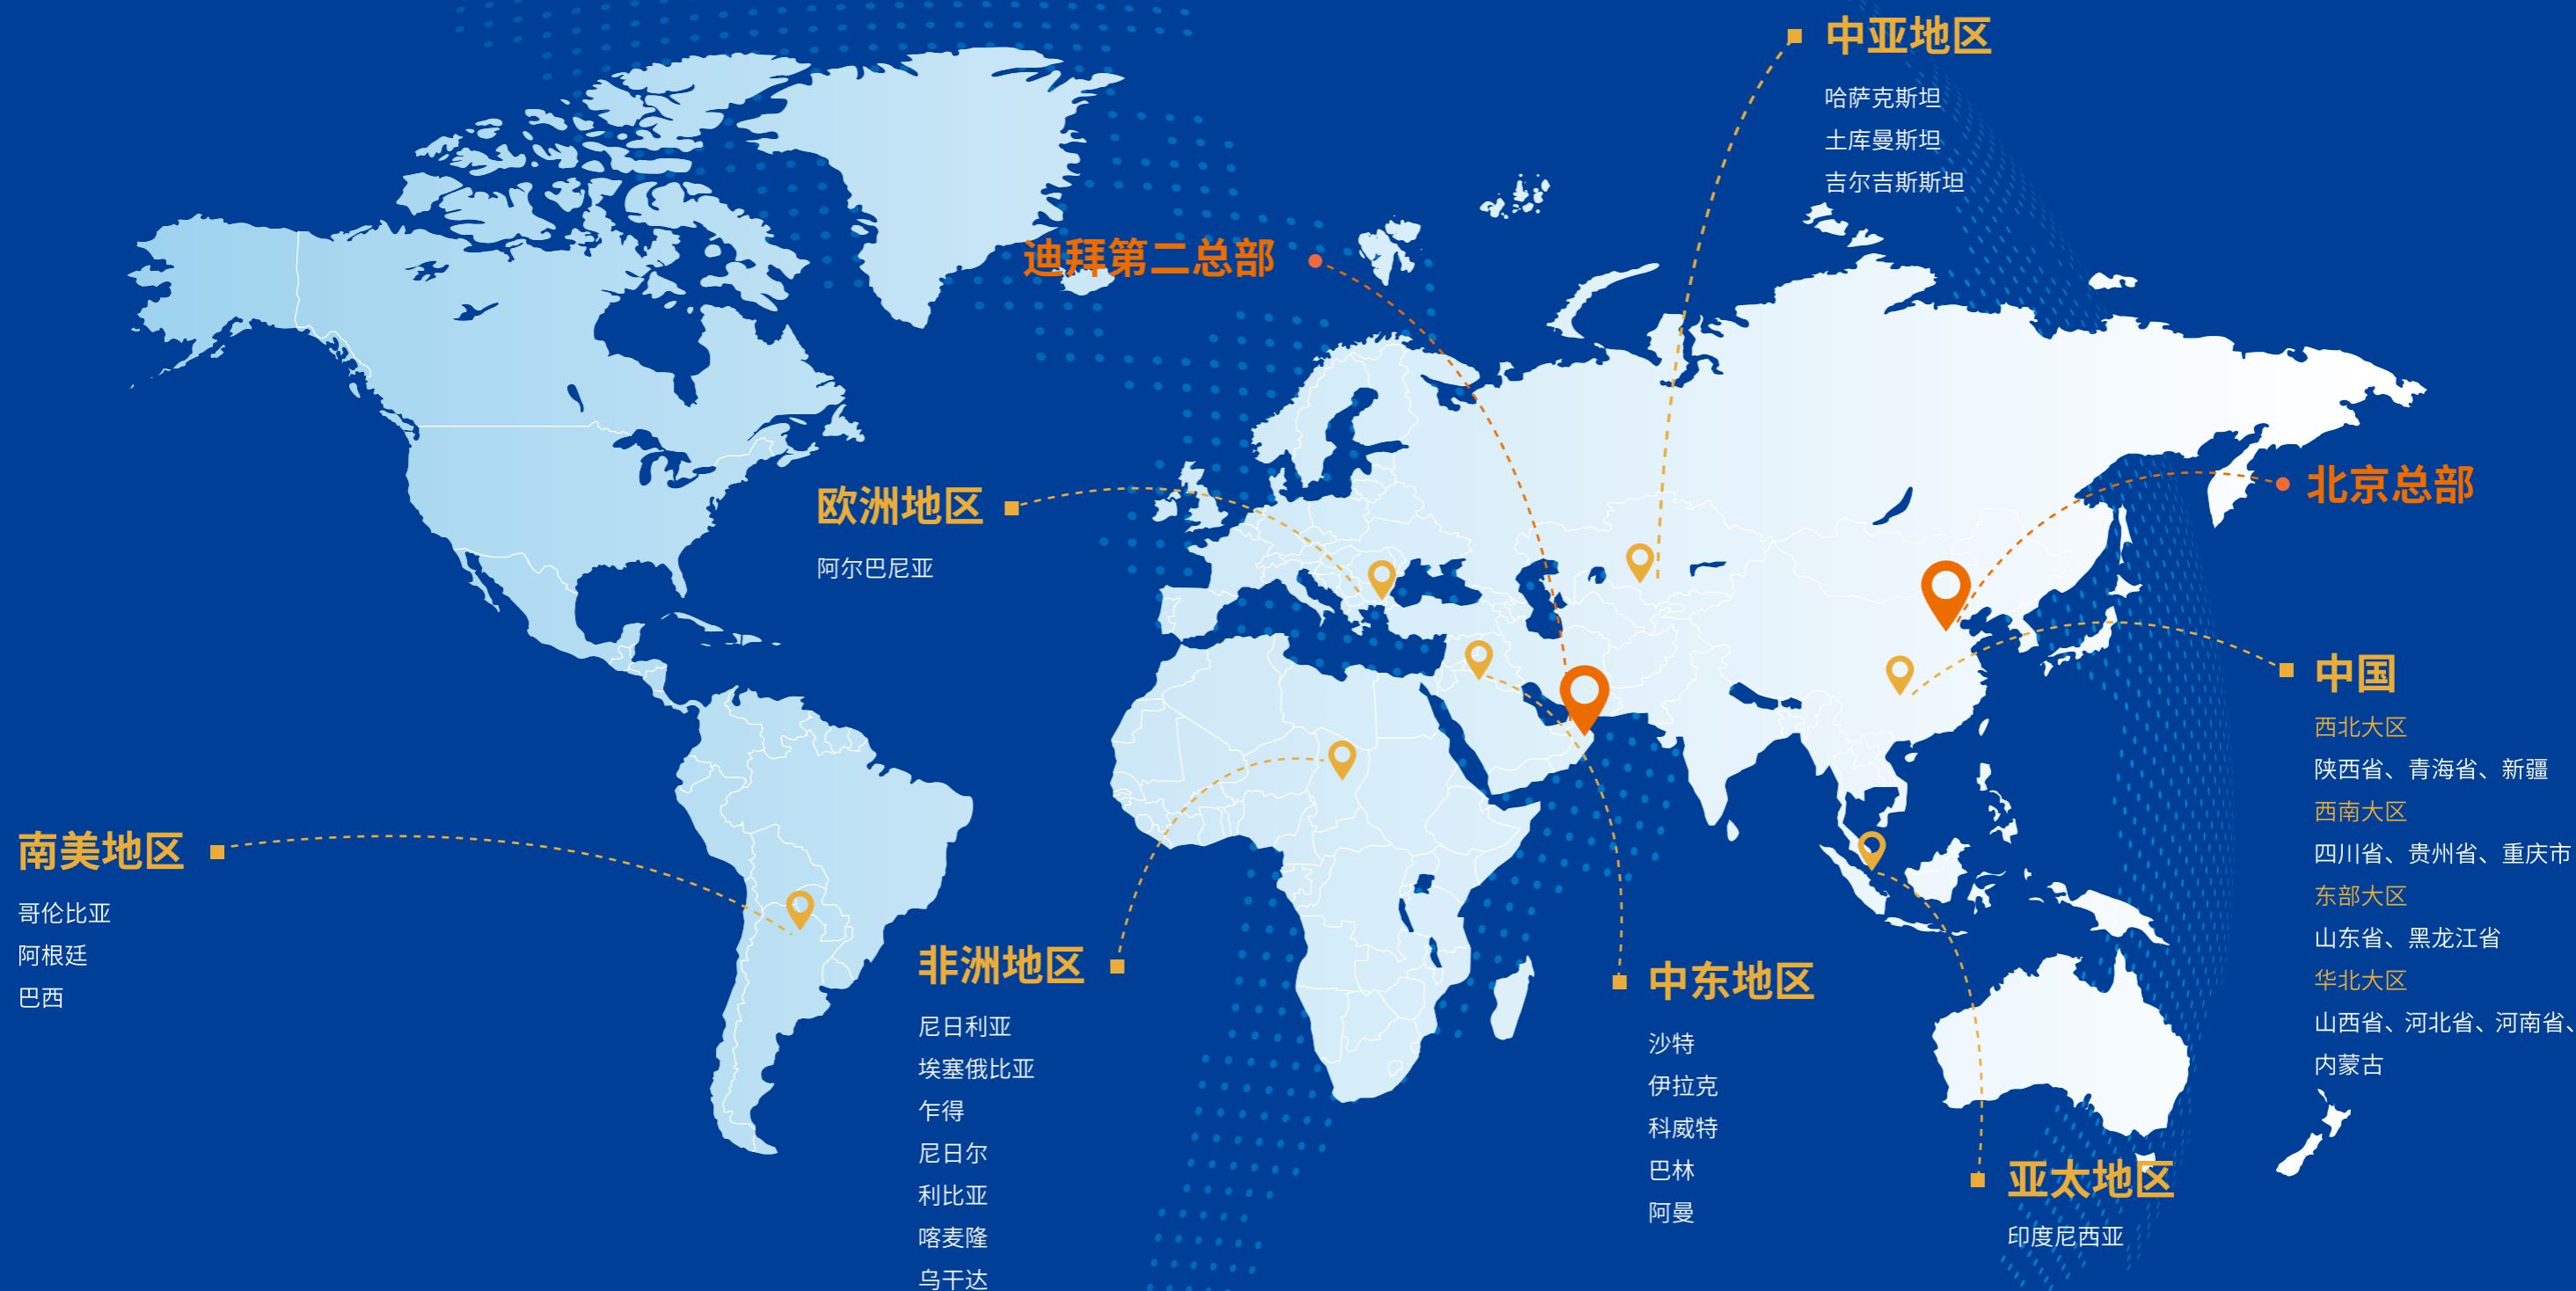 中亚地区
哈萨克斯坦
土库曼斯坦
吉尔吉斯斯坦
迪拜第二总部
北京总部
欧洲地区
阿尔巴尼亚
中国
西北大区
陕西省、青海省、新疆
西南大区
四川省、贵州省、重庆市
东部大区
山东省、黑龙江省
华北大区
山西省、河北省、河南省、
内蒙古
南美地区
哥伦比亚
阿根廷
巴西
非洲地区
尼日利亚
埃塞俄比亚
乍得
尼日尔
利比亚
喀麦隆
乌干达
中东地区
沙特
伊拉克
科威特
巴林
阿曼
亚太地区
印度尼西亚